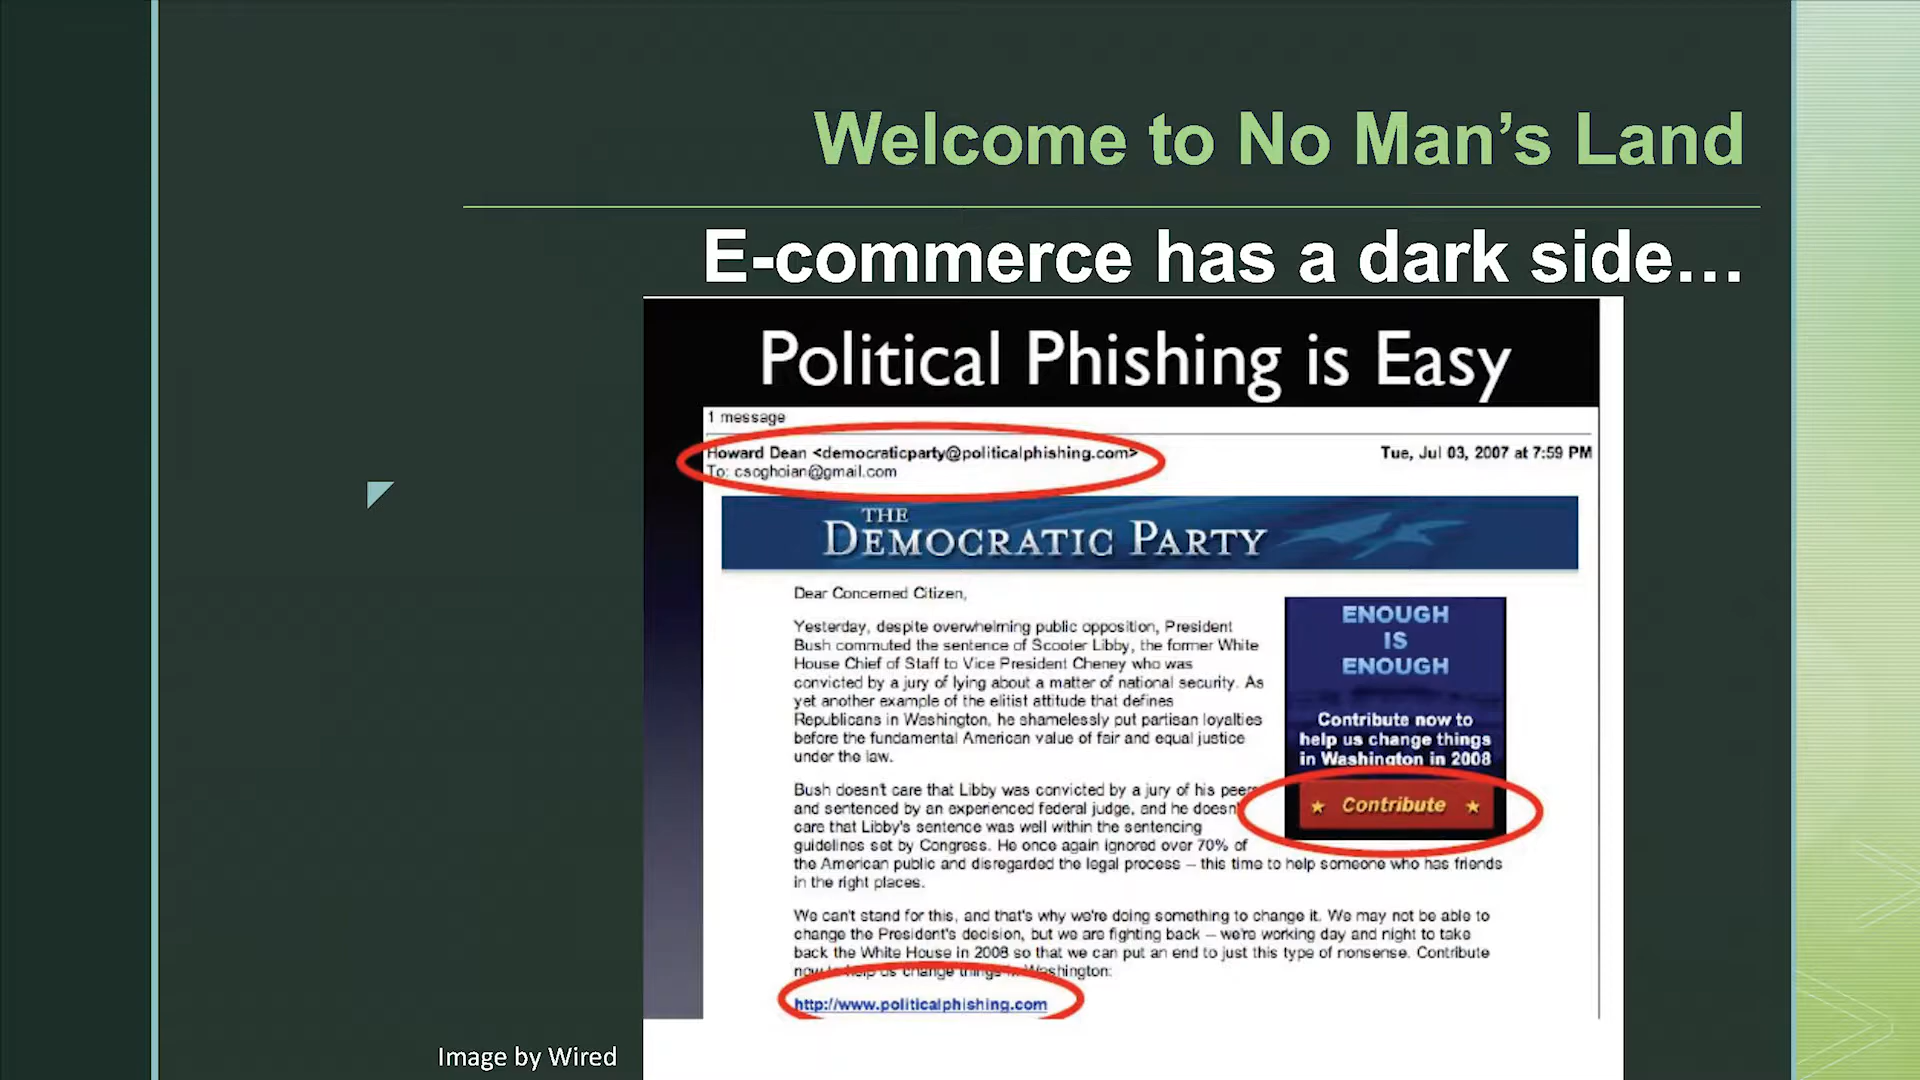 Welcome to No Man's Land
E-commerce has a dark side...
Political Phishing is Easy
1 message
Howard Dean <democraticparty@politicalphishing.com>
Tue, Jul 03, 2007 at 7:59 PM
To: csoghoian@gmail.com
THE
DEMOCRATIC PARTY
Dear Concerned Citizen,
Yesterday, despite overwhelming public opposition, President
Bush commuted the sentence of Scooter Libby, the former White
House Chief of Staff to Vice President Cheney who was
convicted by a jury of lying about a matter of national security. As
yet another example of the elitist attitude that defines
Republicans in Washington, he shamelessly put partisan loyalties
before the fundamental American value of fair and equal justice
under the law.
Bush doesn't care that Libby was convicted by a jury of his peers
and sentenced by an experienced federal judge, and he doesn't
care that Libby's sentence was well within the sentencing
guidelines set by Congress. He once again ignored over 70% of
the American public and disregarded the legal process – this time to help someone who has friends
in the right places.
We can't stand for this, and that's why we're doing something to change it. We may not be able to
change the President's decision, but we are fighting back – we're working day and night to take
back the White House in 2008 so that we can put an end to just this type of nonsense. Contribute
now to help us change things in Washington:
http://www.politicalphishing.com
ENOUGH
IS
ENOUGH
Contribute now to
help us change things
in Washington in 2008
Contribute
Image by Wired